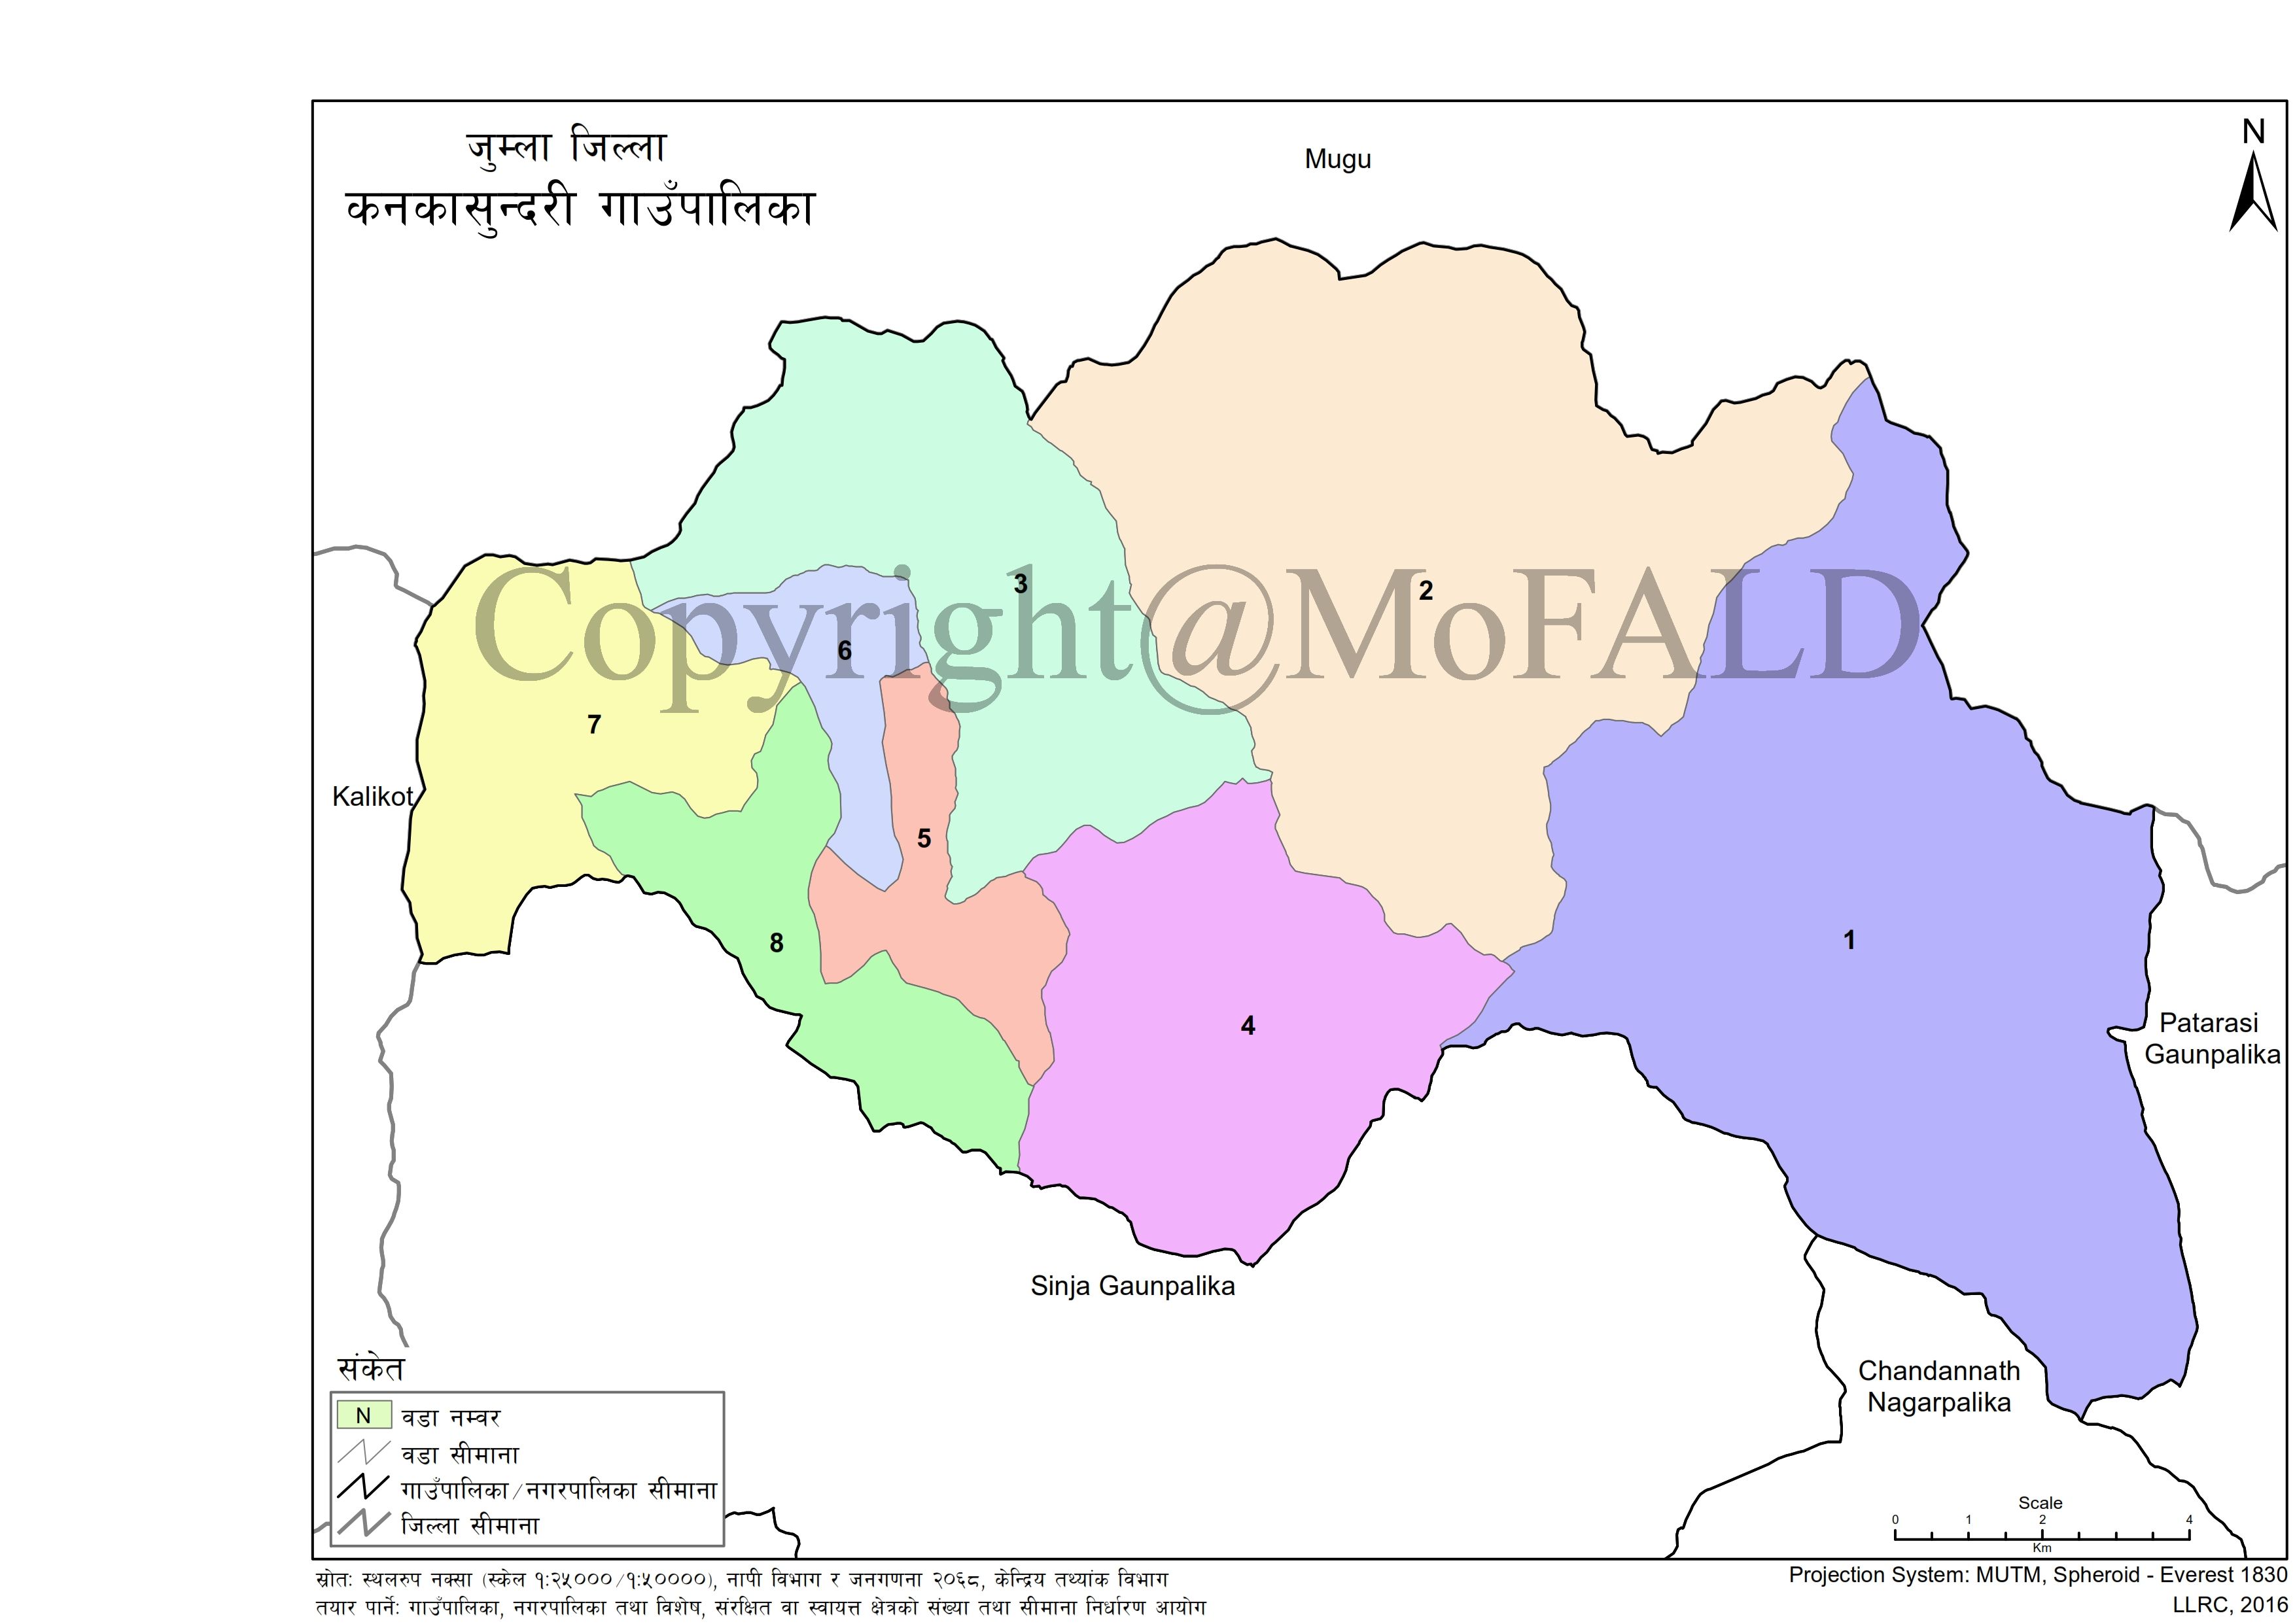 जुम्ला जिल्ला
कनकासुन्दरी गाउँपालिका
Mugu
N
3
2
6
7
Kalikot
5
8
1
4
Patarasi
Gaunpalika
Sinja Gaunpalika
Chandannath
Nagarpalika
Copyright@MoFALD
संकेत
N वडा नम्वर
वडा सीमाना
गाउँपालिका/नगरपालिका सीमाना
जिल्ला सीमाना
Scale
0 1 2 4
Km
स्रोतः स्थलरुप नक्सा (स्केल १:२५०००/१:५००००), नापी विभाग र जनगणना २०६८, केन्द्रिय तथ्यांक विभाग
तयार पार्नेः गाउँपालिका, नगरपालिका तथा विशेष, संरक्षित वा स्वायत्त क्षेत्रको संख्या तथा सीमाना निर्धारण आयोग
Projection System: MUTM, Spheroid - Everest 1830
LLRC, 2016